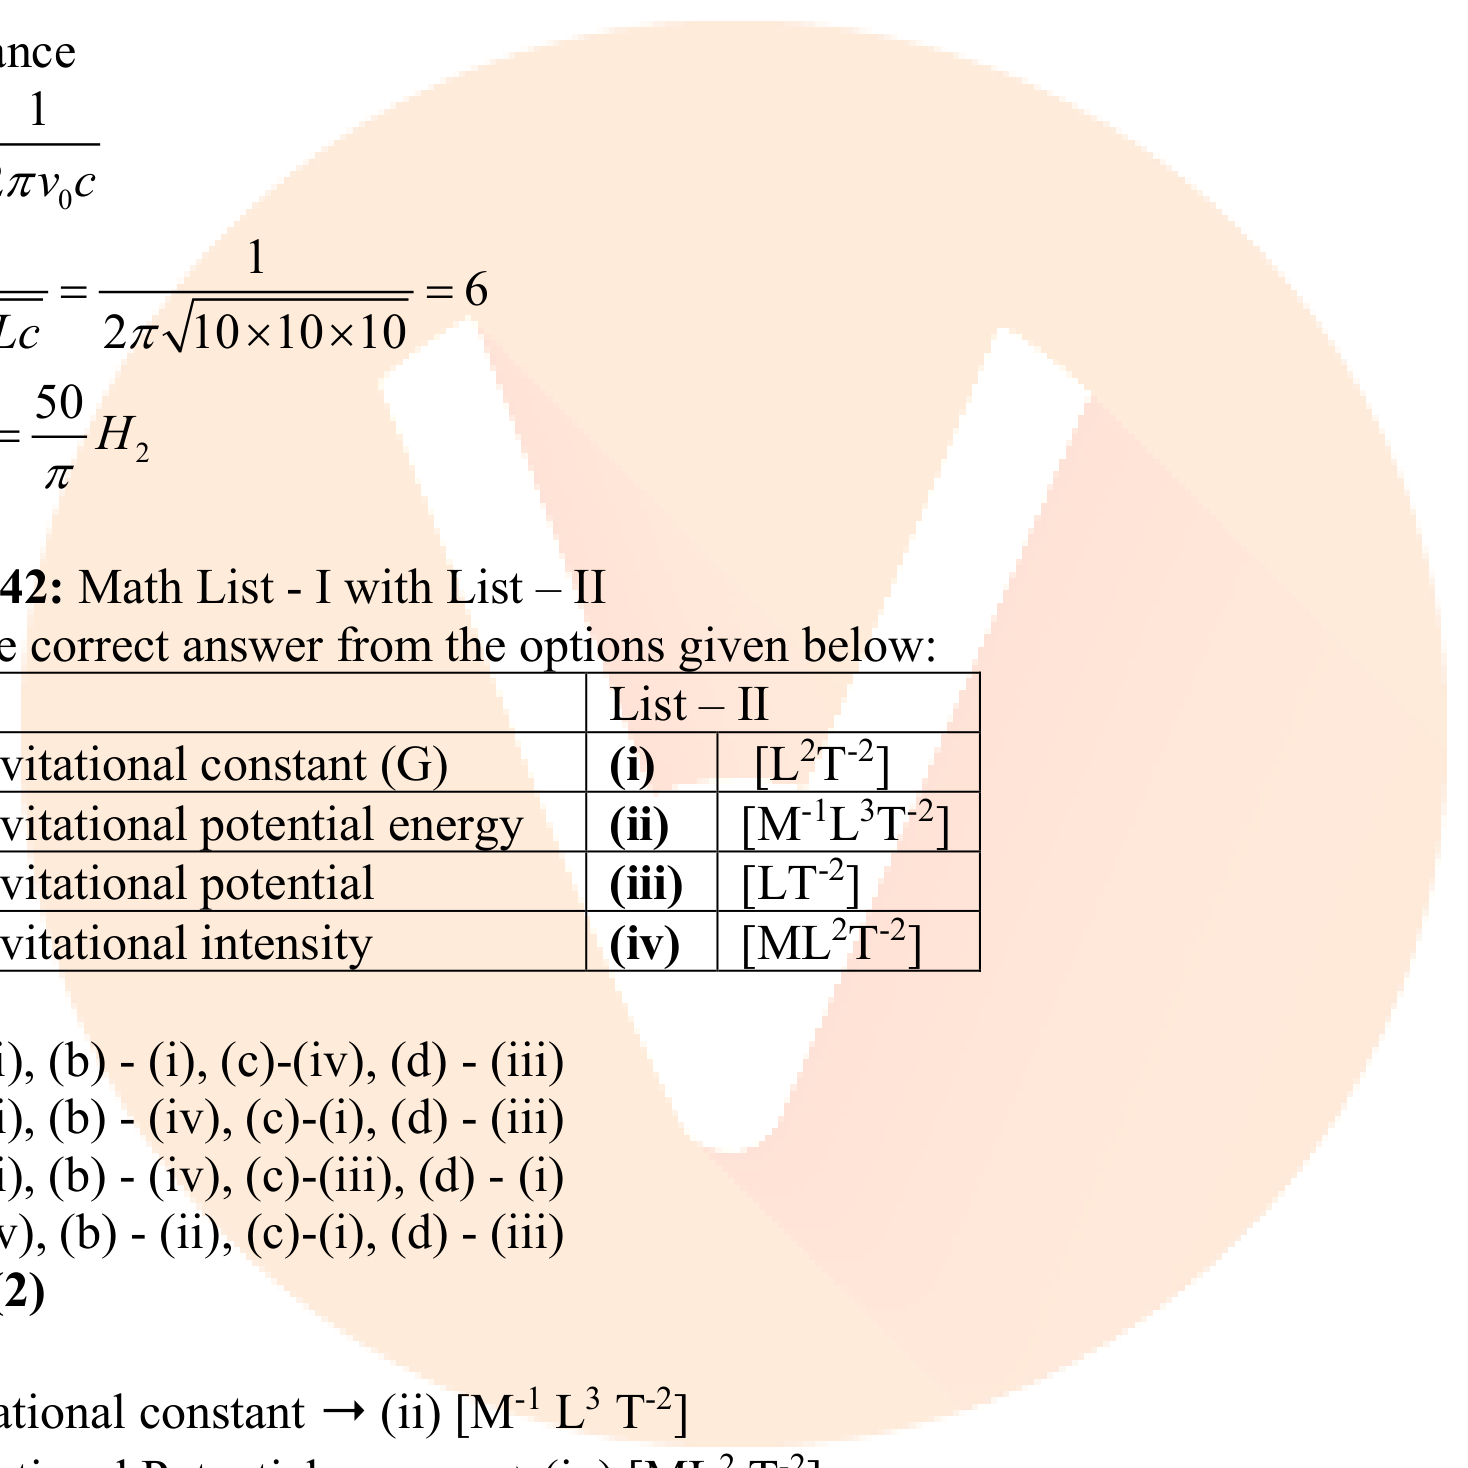 ance
1
2πv₀c
Lc = 1 / 2π√10×10×10 = 6
= 50/π H₂
42: Math List - I with List – II
e correct answer from the options given below:
List – II
vitational constant (G) (i) [L²T⁻²]
vitational potential energy (ii) [M⁻¹L³T⁻²]
vitational potential (iii) [LT⁻²]
vitational intensity (iv) [ML²T⁻²]
i), (b) - (i), (c)-(iv), (d) - (iii)
i), (b) - (iv), (c)-(i), (d) - (iii)
i), (b) - (iv), (c)-(iii), (d) - (i)
v), (b) - (ii), (c)-(i), (d) - (iii)
(2)
ational constant → (ii) [M⁻¹ L³ T⁻²]